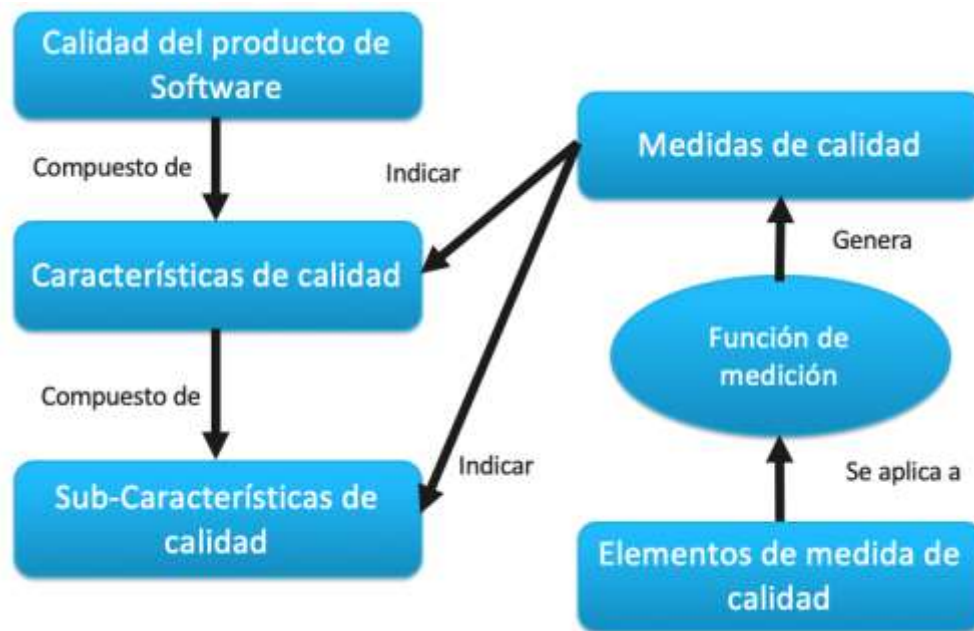 Calidad del producto de
Software
Compuesto de
Indicar
Medidas de calidad
Genera
Características de calidad
Función de
medición
Compuesto de
Indicar
Se aplica a
Sub-Características de
calidad
Elementos de medida de
calidad